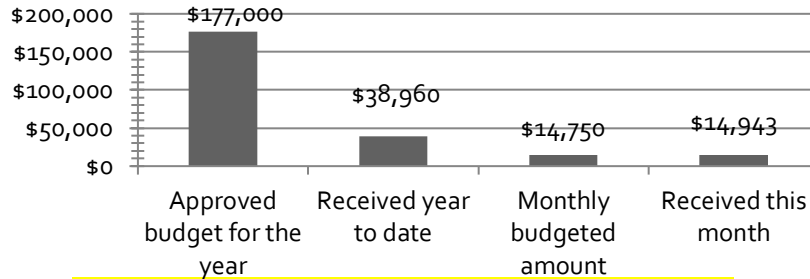 $200,000
$150,000
$100,000
$50,000
$0
$177,000
$38,960
$14,750
$14,943
Approved
budget for the
year
Received year
to date
Monthly
budgeted
amount
Received this
month